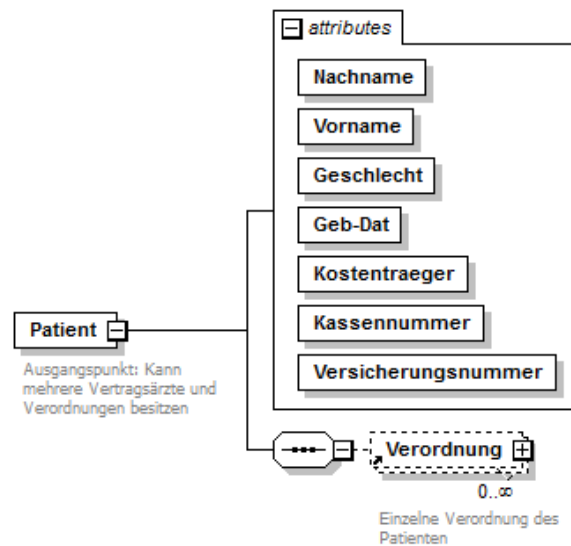 attributes
Nachname
Vorname
Geschlecht
Geb-Dat
Kostentraeger
Kassennummer
Versicherungsnummer
Patient
Ausgangspunkt: Kann
mehrere Vertragsärzte und
Verordnungen besitzen
Verordnung
0..∞
Einzelne Verordnung des
Patienten